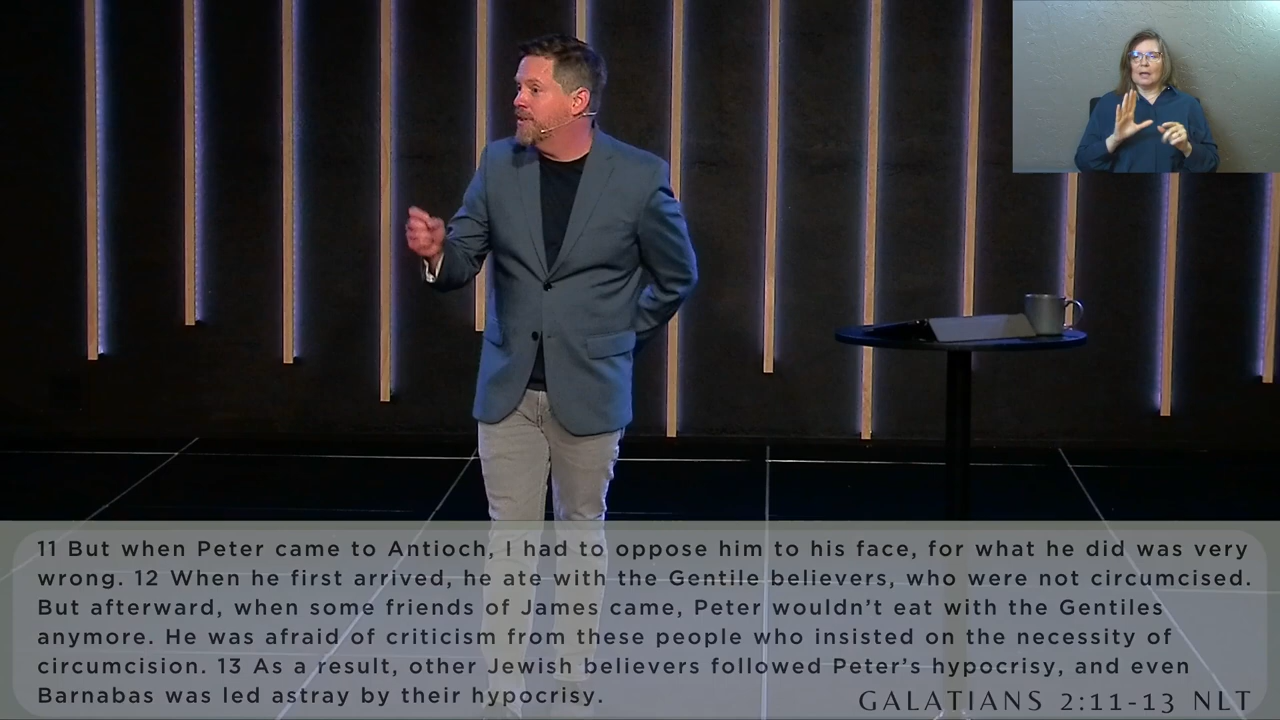 11 But when Peter came to Antioch, I had to oppose him to his face, for what he did was very
wrong. 12 When he first arrived, he ate with the Gentile believers, who were not circumcised.
But afterward, when some friends of James came, Peter wouldn’t eat with the Gentiles
anymore. He was afraid of criticism from these people who insisted on the necessity of
circumcision. 13 As a result, other Jewish believers followed Peter’s hypocrisy, and even
Barnabas was led astray by their hypocrisy.
GALATIANS 2:11-13 NLT